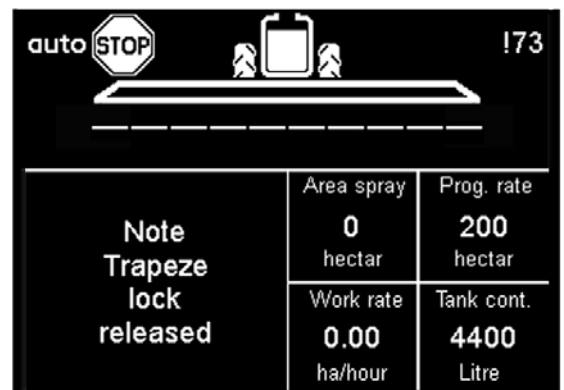 auto STOP !73
Note
Trapeze
lock
released
Area spray
0
hectar
Prog. rate
200
hectar
Work rate
0.00
ha/hour
Tank cont.
4400
Litre